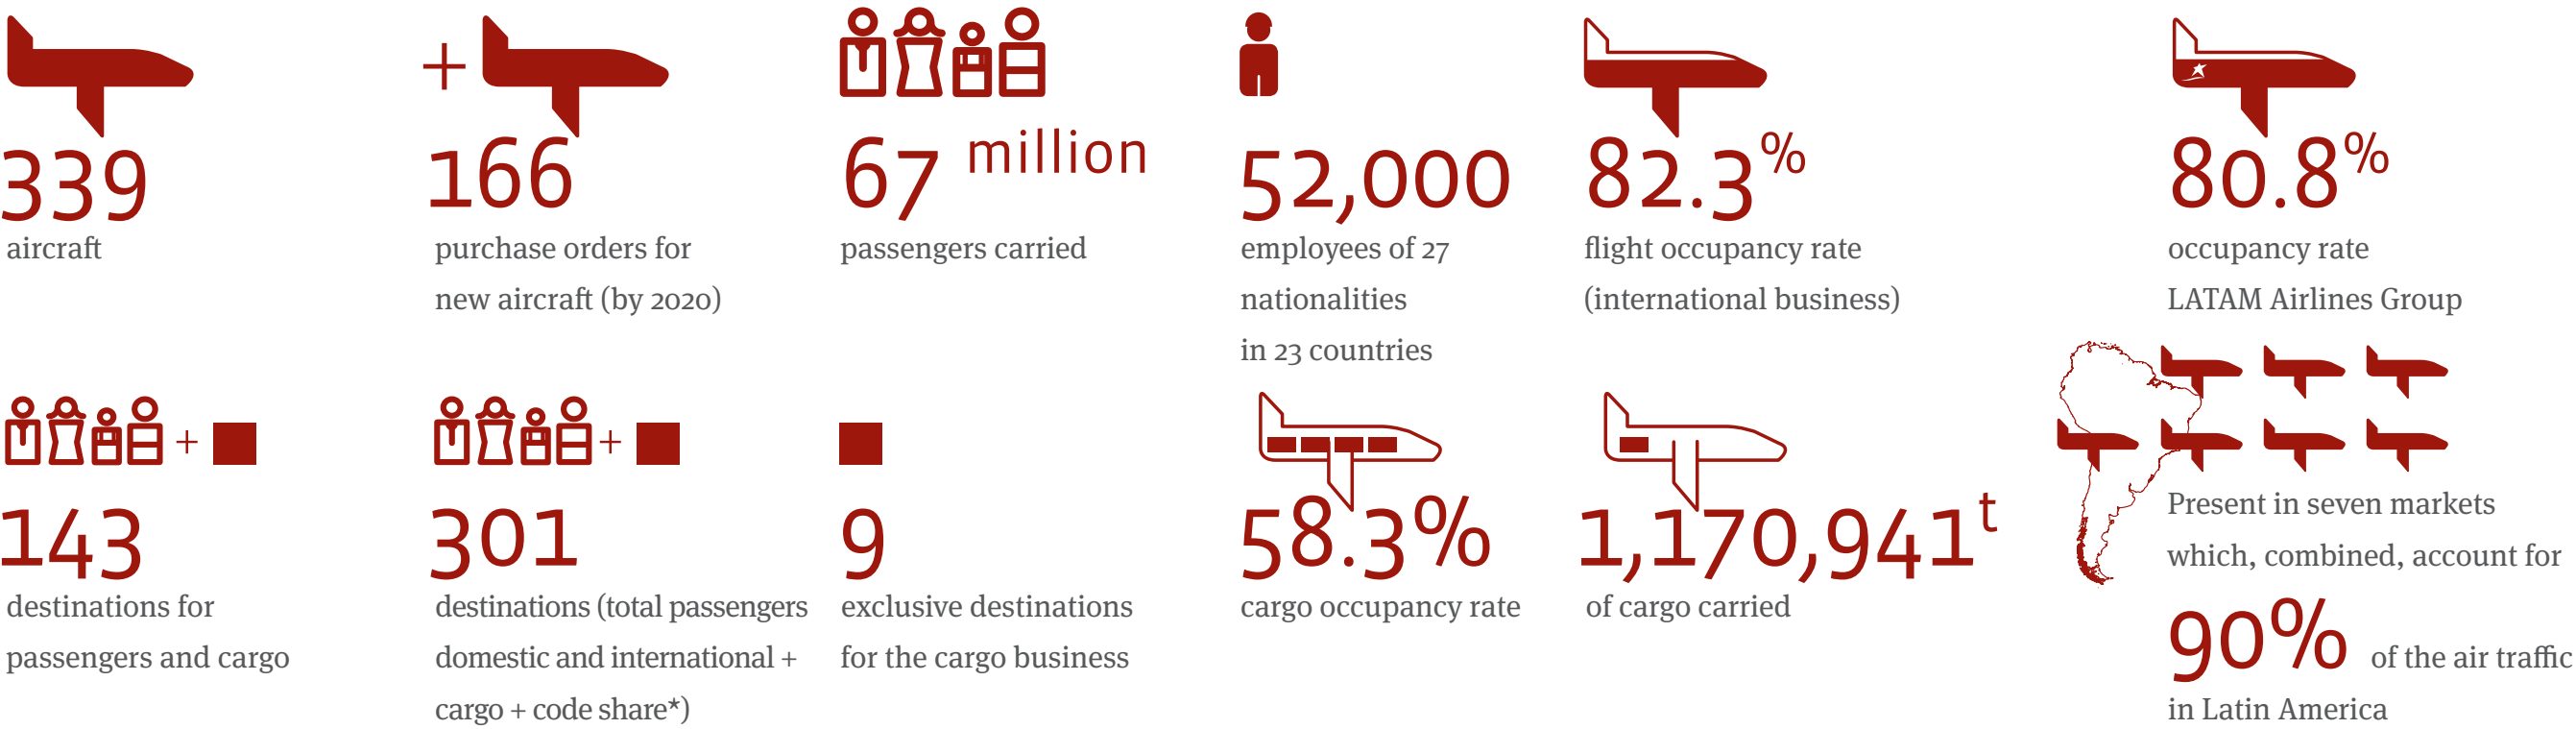 339
aircraft
+
166
purchase orders for
new aircraft (by 2020)
67 million
passengers carried
52,000
employees of 27
nationalities
in 23 countries
82.3%
flight occupancy rate
(international business)
80.8%
occupancy rate
LATAM Airlines Group
+
143
destinations for
passengers and cargo
+
301
destinations (total passengers
domestic and international +
cargo + code share*)
9
exclusive destinations
for the cargo business
58.3%
cargo occupancy rate
1,170,941t
of cargo carried
Present in seven markets
which, combined, account for
90% of the air traffic
in Latin America